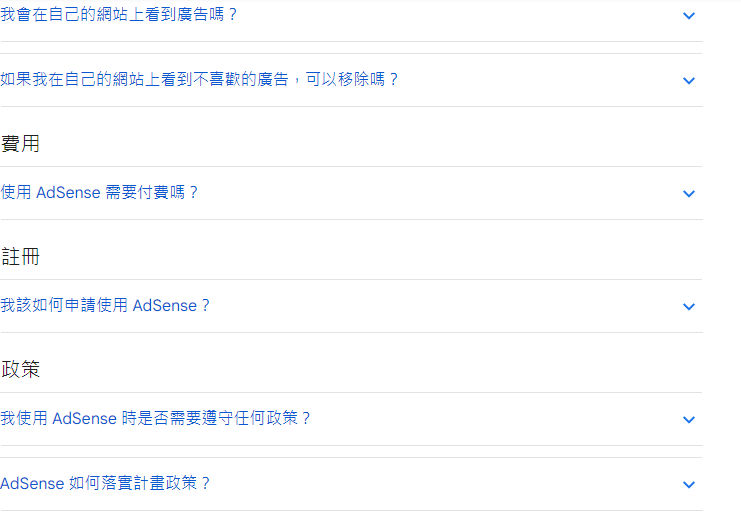 我會在自己的網站上看到廣告嗎？
如果我在自己的網站上看到不喜歡的廣告，可以移除嗎？
費用
使用 AdSense 需要付費嗎？
註冊
我該如何申請使用 AdSense？
政策
我使用 AdSense 時是否需要遵守任何政策？
AdSense 如何落實計畫政策？